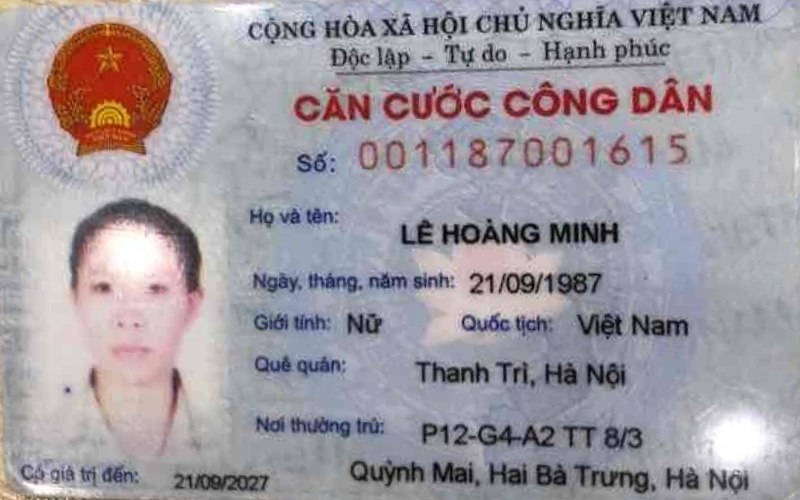 CỘNG HÒA XÃ HỘI CHỦ NGHĨA VIỆT NAM
Độc lập - Tự do - Hạnh phúc
CĂN CƯỚC CÔNG DÂN
Số: 001187001615
Họ và tên: LÊ HOÀNG MINH
Ngày, tháng, năm sinh: 21/09/1987
Giới tính: Nữ Quốc tịch: Việt Nam
Quê quán: Thanh Trì, Hà Nội
Nơi thường trú: P12-G4-A2 TT 8/3
Có giá trị đến: 21/09/2027 Quỳnh Mai, Hai Bà Trưng, Hà Nội